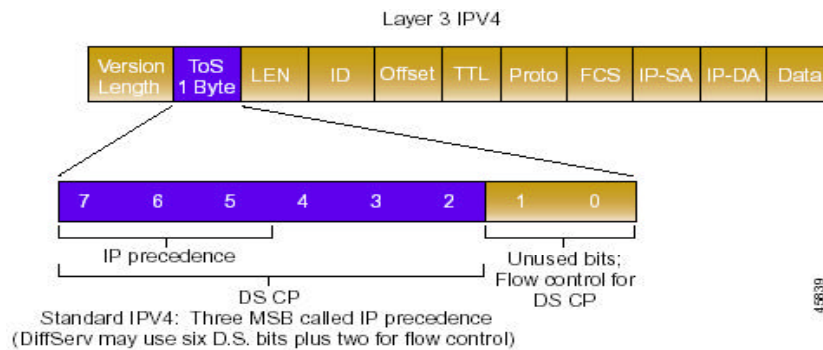 Layer 3 IPV4
Version
Length
ToS
1 Byte
LEN
ID
Offset
TTL
Proto
FCS
IP-SA
IP-DA
Data
7 6 5 4 3 2 1 0
IP precedence
Unused bits;
Flow control for
DS CP
DS CP
Standard IPV4: Three MSB called IP precedence
(DiffServ may use six D.S. bits plus two for flow control)
45839